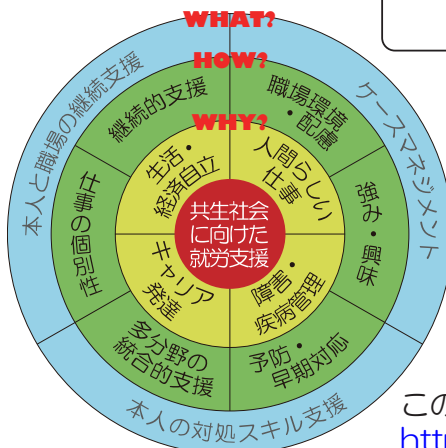 WHAT?
HOW?
WHY?
本人と職場の継続支援
ケースマネジメント
本人の対処スキル支援
継続的支援
職場環境
・配慮
強み・興味
予防・
早期対応
多分野の
統合的支援
仕事の個別性
生活・
経済自立
人間らしい
仕事
障害・
疾病管理
キャリア
発達
共生社会
に向けた
就労支援
この
http